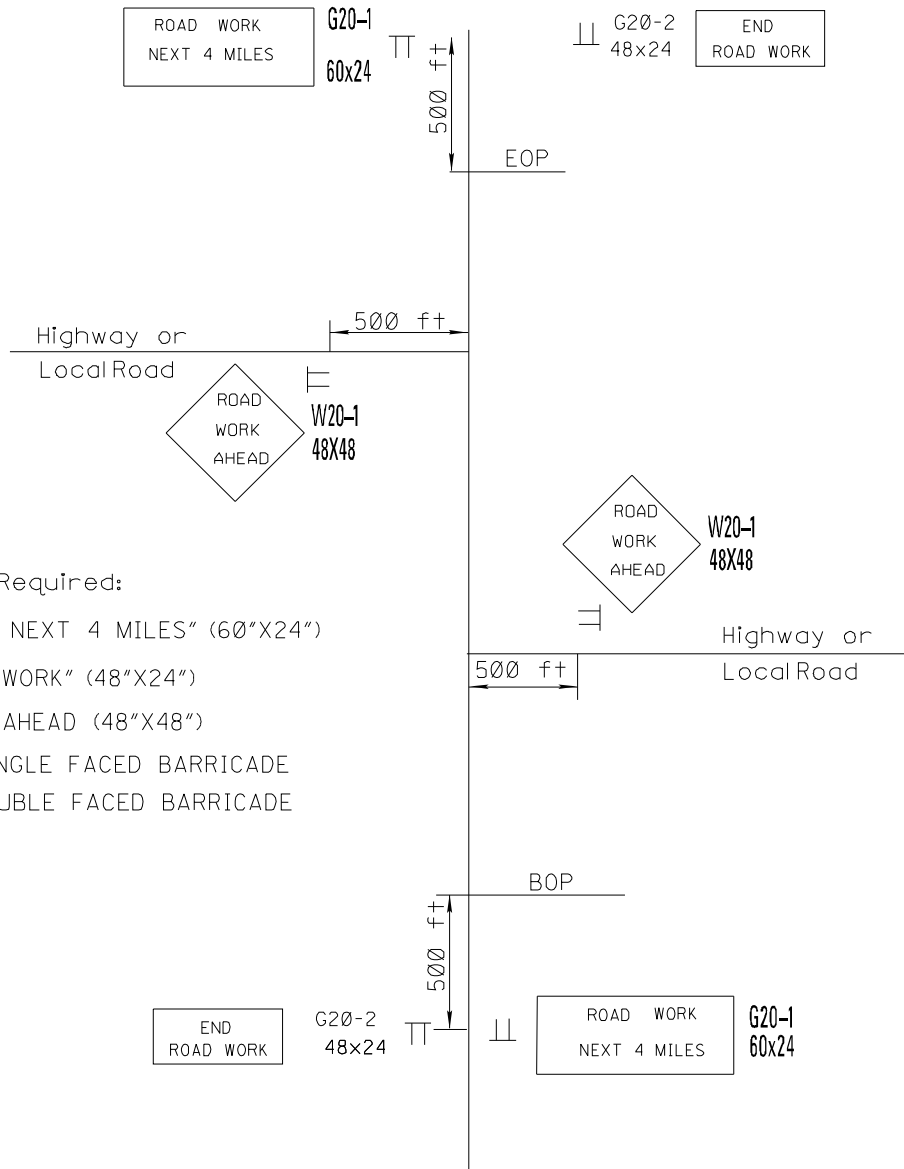 ROAD WORK
NEXT 4 MILES
G20-1
60x24
500 ft
G20-2
48x24
END
ROAD WORK
EOP
500 ft
Highway or
Local Road
ROAD
WORK
AHEAD
W20-1
48X48
ROAD
WORK
AHEAD
W20-1
48X48
Required:
NEXT 4 MILES" (60"X24")
WORK" (48"X24")
AHEAD (48"X48")
NGLE FACED BARRICADE
UBLE FACED BARRICADE
Highway or
Local Road
500 ft
BOP
500 ft
END
ROAD WORK
G20-2
48x24
ROAD WORK
NEXT 4 MILES
G20-1
60x24